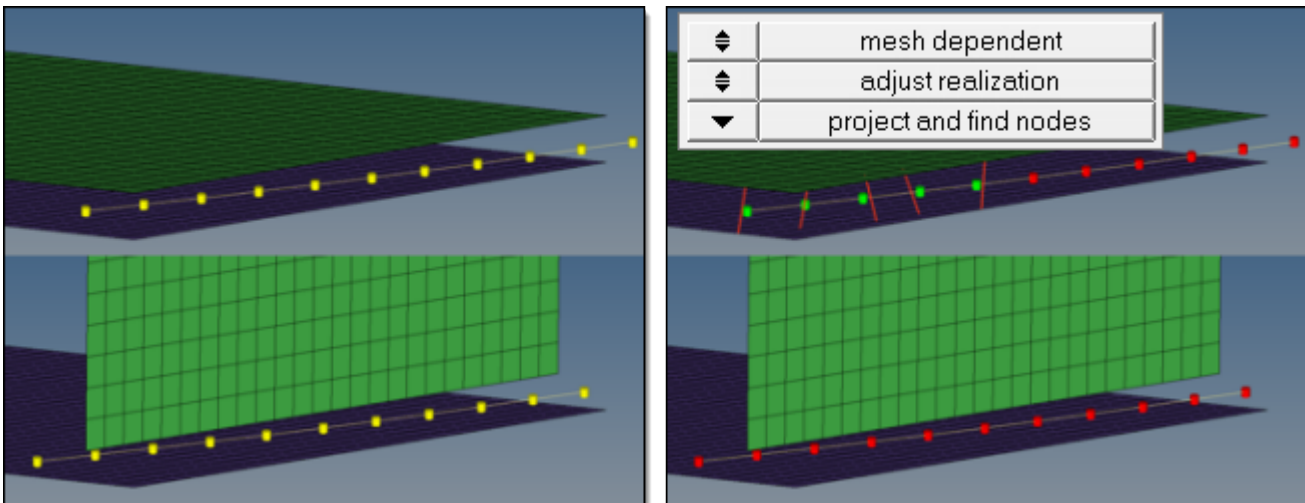 mesh dependent
adjust realization
project and find nodes